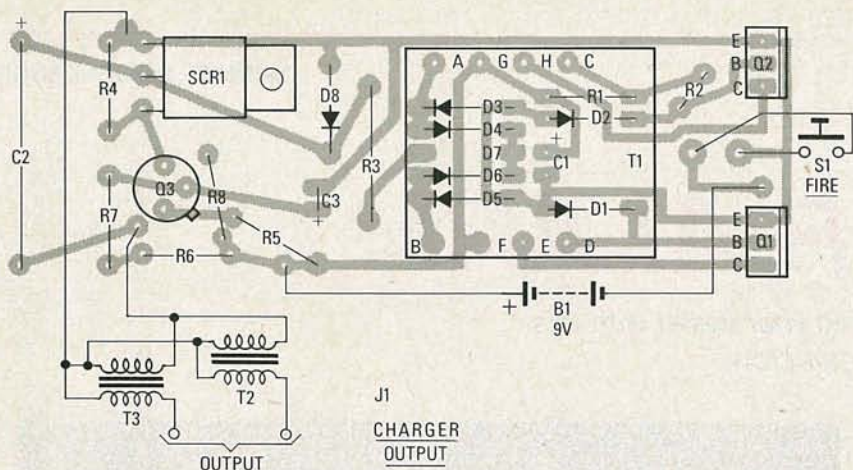 +
SCR1
R4
C2
R7
Q3
R8
R6
R5
D8
C3
+
R3
A G H C
D3
D4
D7
D6
D5
R1
D2
+
C1
T1
D1
B F E D
R2
E
B
C
Q2
S1
FIRE
E
B
C
Q1
+
B1
9V
T3
T2
OUTPUT
J1
CHARGER
OUTPUT